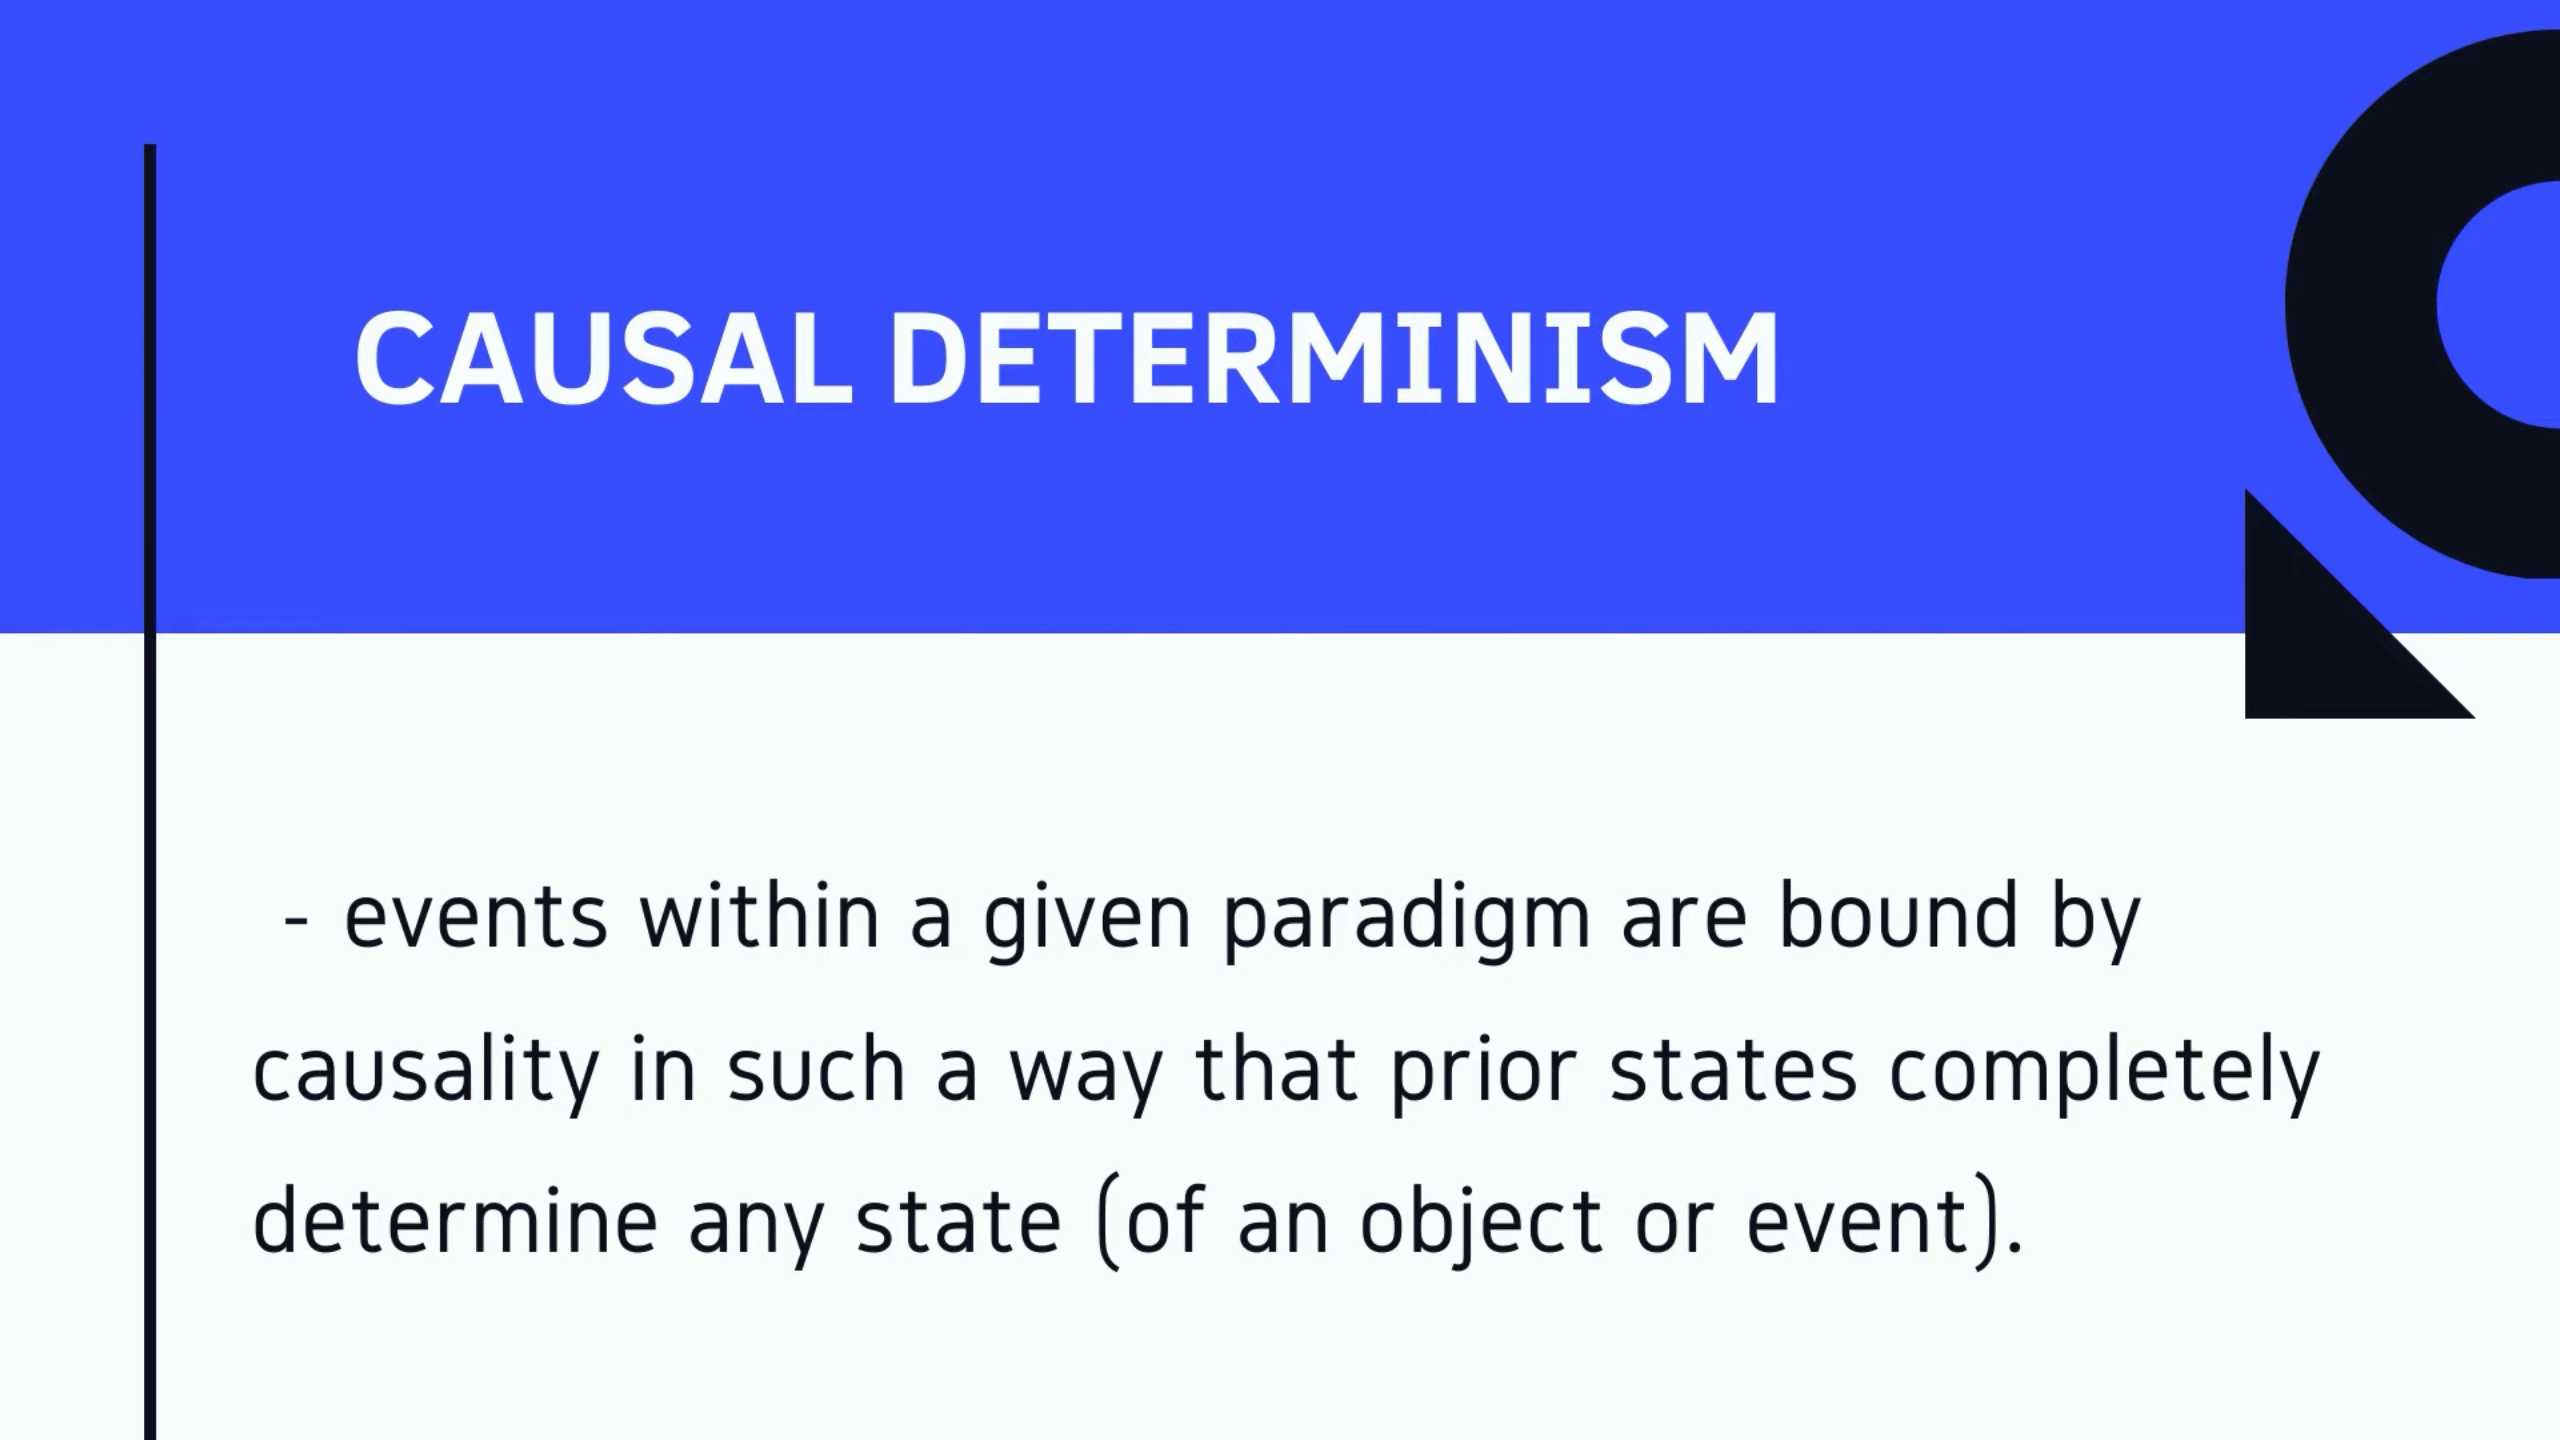 CAUSAL DETERMINISM
- events within a given paradigm are bound by
causality in such a way that prior states completely
determine any state (of an object or event).